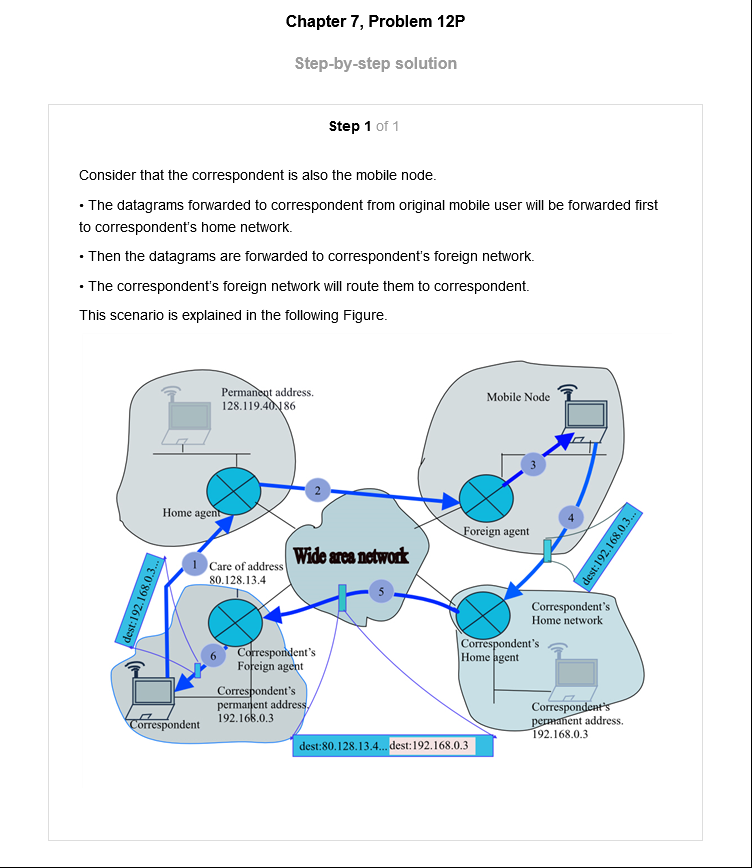 Chapter 7, Problem 12P
Step-by-step solution
Step 1 of 1
Consider that the correspondent is also the mobile node.
• The datagrams forwarded to correspondent from original mobile user will be forwarded first
to correspondent's home network.
• Then the datagrams are forwarded to correspondent's foreign network.
• The correspondent's foreign network will route them to correspondent.
This scenario is explained in the following Figure.
Permanent address.
128.119.40.186
Mobile Node
3
2
Home agent
Foreign agent
4
dest:192.168.0.3...
Wide area network
1
Care of address
80.128.13.4
dest:192.168.0.3...
5
Correspondent's
Home network
Correspondent's
Home agent
6
Correspondent's
Foreign agent
Correspondent's
permanent address.
192.168.0.3
Correspondent
Correspondent's
permanent address.
192.168.0.3
dest:80.128.13.4... dest:192.168.0.3